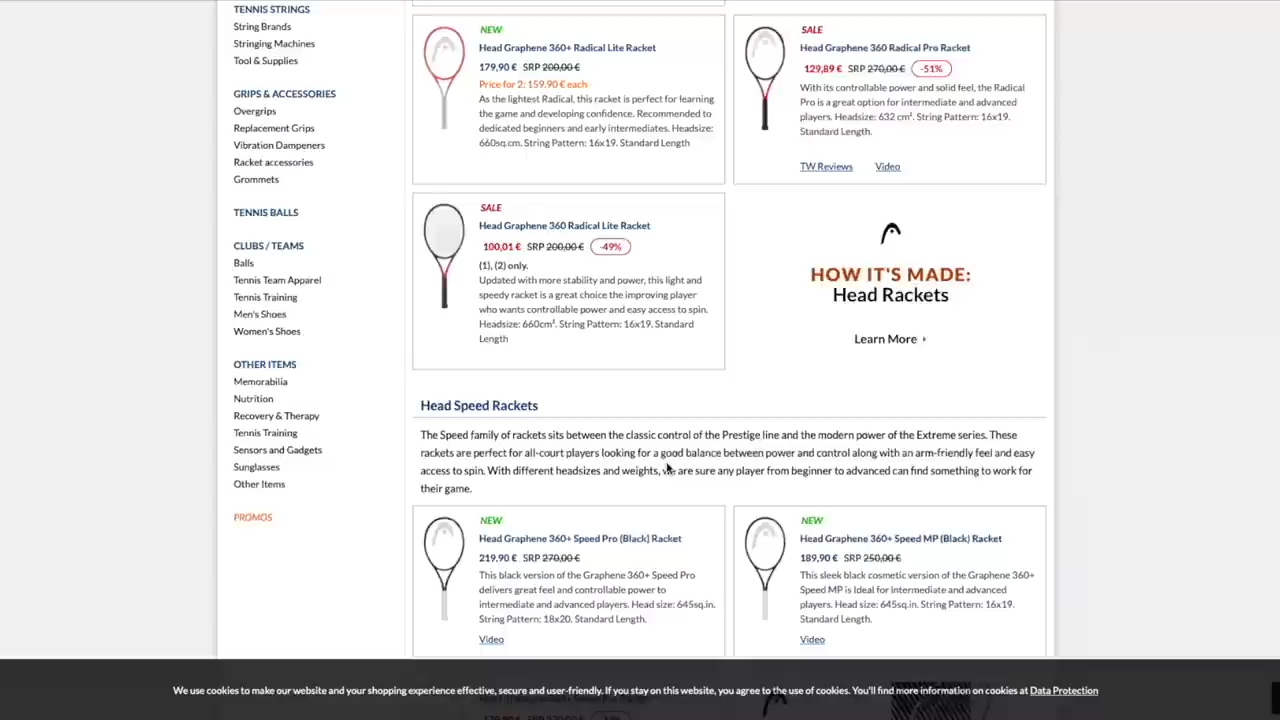 TENNIS STRINGS
String Brands
Stringing Machines
Tool & Supplies
GRIPS & ACCESSORIES
Overgrips
Replacement Grips
Vibration Dampeners
Racket accessories
Grommets
TENNIS BALLS
CLUBS / TEAMS
Balls
Tennis Team Apparel
Tennis Training
Men's Shoes
Women's Shoes
OTHER ITEMS
Memorabilia
Nutrition
Recovery & Therapy
Tennis Training
Sensors and Gadgets
Sunglasses
Other Items
PROMOS
NEW
Head Graphene 360+ Radical Lite Racket
179,90 € SRP 200,00 €
Price for 2: 159.90 € each
As the lightest Radical, this racket is perfect for learning
the game and developing confidence. Recommended to
dedicated beginners and early intermediates. Headsize:
660sq.cm. String Pattern: 16x19. Standard Length
SALE
Head Graphene 360 Radical Pro Racket
129,89 € SRP 270,00 € -51%
With its controllable power and solid feel, the Radical
Pro is a great option for intermediate and advanced
players. Headsize: 632 cm². String Pattern: 16x19.
Standard Length.
TW Reviews Video
SALE
Head Graphene 360 Radical Lite Racket
100,01 € SRP 200,00 € -49%
(1), (2) only.
Updated with more stability and power, this light and
speedy racket is a great choice the improving player
who wants controllable power and easy access to spin.
Headsize: 660cm². String Pattern: 16x19. Standard
Length
HOW IT'S MADE:
Head Rackets
Learn More
Head Speed Rackets
The Speed family of rackets sits between the classic control of the Prestige line and the modern power of the Extreme series. These
rackets are perfect for all-court players looking for a good balance between power and control along with an arm-friendly feel and easy
access to spin. With different headsizes and weights, we are sure any player from beginner to advanced can find something to work for
their game.
NEW
Head Graphene 360+ Speed Pro (Black) Racket
219,90 € SRP 270,00 €
This black version of the Graphene 360+ Speed Pro
delivers great feel and controllable power to
intermediate and advanced players. Head size: 645sq.in.
String Pattern: 18x20. Standard Length.
Video
NEW
Head Graphene 360+ Speed MP (Black) Racket
189,90 € SRP 250,00 €
This sleek black cosmetic version of the Graphene 360+
Speed MP is Ideal for intermediate and advanced
players. Head size: 645sq.in. String Pattern: 16x19.
Standard Length.
Video
We use cookies to make our website and your shopping experience effective, secure and user-friendly. If you stay on this website, you agree to the use of cookies. You'll find more information on cookies at Data Protection